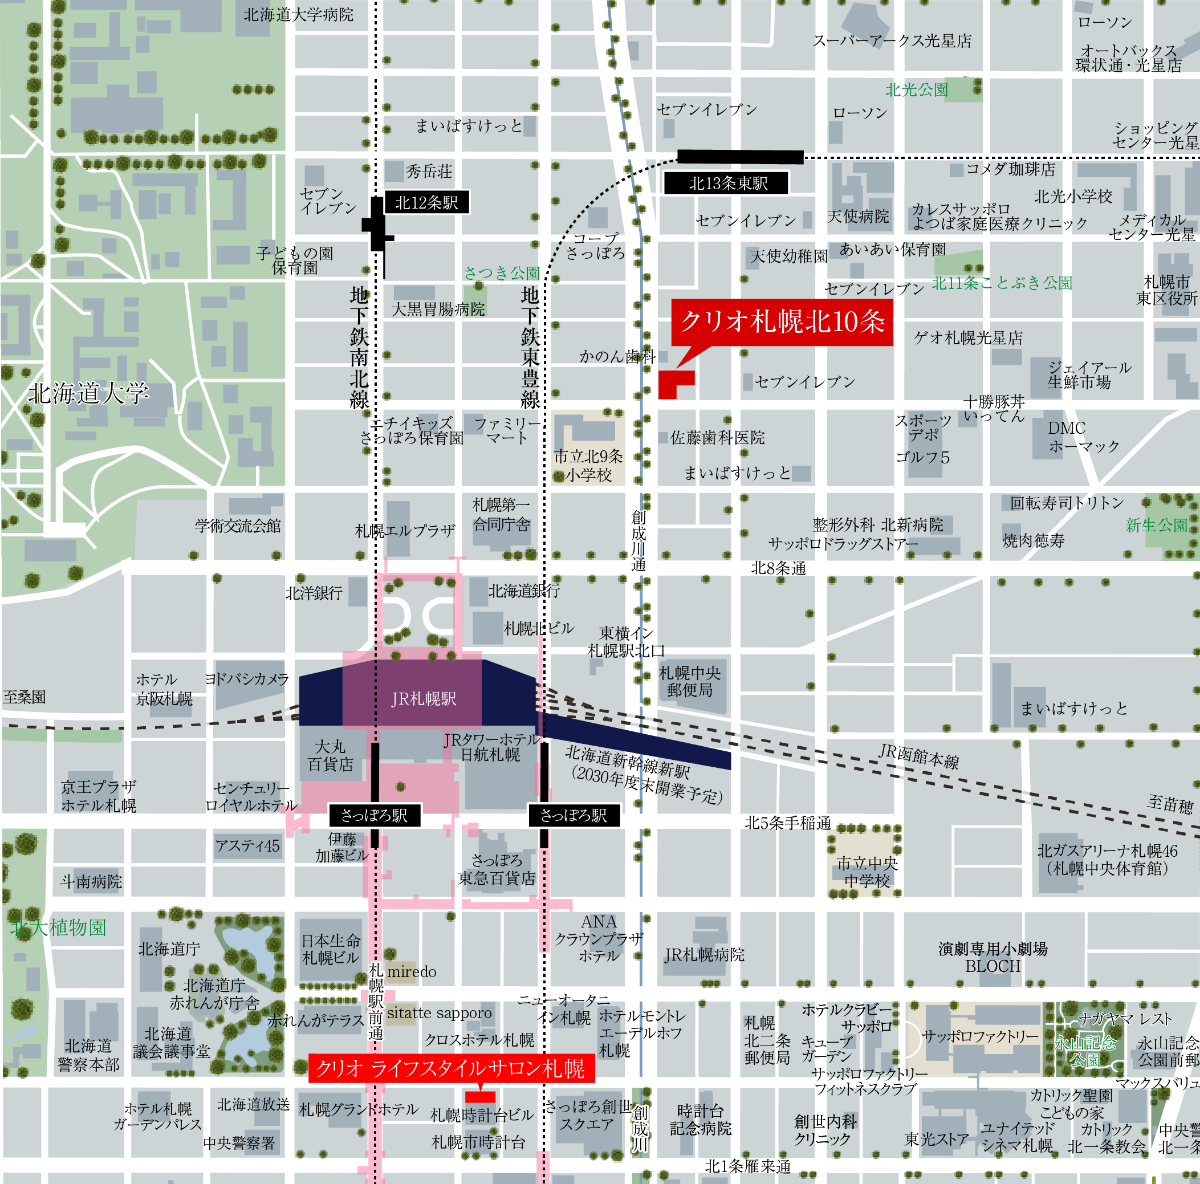 北海道大学病院
ローソン
スーパーアークス光星店
オートバックス
環状通・光星店
北光公園
セブンイレブン
ローソン
まいばすけっと
ショッピング
センター光星
秀岳荘
コメダ珈琲店
北13条東駅
セブン
イレブン
北12条駅
北光小学校
セブンイレブン
天使病院
カレスサッポロ
よつば家庭医療クリニック
メディカル
センター光星
コープ
さっぽろ
子どもの園
保育園
天使幼稚園
あいあい保育園
さつき公園
セブンイレブン
北11条ことぶき公園
札幌市
東区役所
地下鉄南北線
大黒胃腸病院
地下鉄東豊線
クリオ札幌北10条
ゲオ札幌光星店
かのん歯科
北海道大学
セブンイレブン
ジェイアール
生鮮市場
十勝豚丼
いってん
ニチイキッズ
さっぽろ保育園
ファミリー
マート
佐藤歯科医院
スポーツ
デポ
ゴルフ5
DMC
ホーマック
市立北9条
小学校
まいばすけっと
札幌第一
合同庁舎
回転寿司トリトン
学術交流会館
札幌エルプラザ
創成川通
整形外科 北新病院
サッポロドラッグストアー
焼肉徳寿
新生公園
北8条通
北洋銀行
北海道銀行
札幌北ビル
東横イン
札幌駅北口
至桑園
ホテル
京阪札幌
ヨドバシカメラ
JR札幌駅
札幌中央
郵便局
まいばすけっと
大丸
百貨店
JRタワーホテル
日航札幌
北海道新幹線新駅
（2030年度末開業予定）
JR函館本線
至苗穂
京王プラザ
ホテル札幌
センチュリー
ロイヤルホテル
さっぽろ駅
さっぽろ駅
北5条手稲通
アスティ45
伊藤
加藤ビル
さっぽろ
東急百貨店
市立中央
中学校
北ガスアリーナ札幌46
（札幌中央体育館）
斗南病院
北大植物園
北海道庁
日本生命
札幌ビル
ANA
クラウンプラザ
ホテル
JR札幌病院
演劇専用小劇場
BLOCH
札幌駅前通
miredo
北海道庁
赤れんが庁舎
sitatte sapporo
ニューオータニ
イン札幌
赤れんがテラス
クロスホテル札幌
ホテルモントレ
エーデルホフ
札幌
札幌
北二条
郵便局
ホテルクラビー
サッポロ
キューブ
ガーデン
サッポロファクトリー
ナガヤマ レスト
永山記念
公園
永山記念
公園前郵
北海道
警察本部
北海道
議会議事堂
クリオ ライフスタイルサロン札幌
サッポロファクトリー
フィットネスクラブ
マックスバリュ
カトリック聖園
こどもの家
ホテル札幌
ガーデンパレス
北海道放送
札幌グランドホテル
札幌時計台ビル
さっぽろ創世
スクエア
創成川
時計台
記念病院
創世内科
クリニック
東光ストア
ユナイテッド
シネマ札幌
カトリック
北一条教会
中央警
北一条
中央警察署
札幌市時計台
北1条雁来通